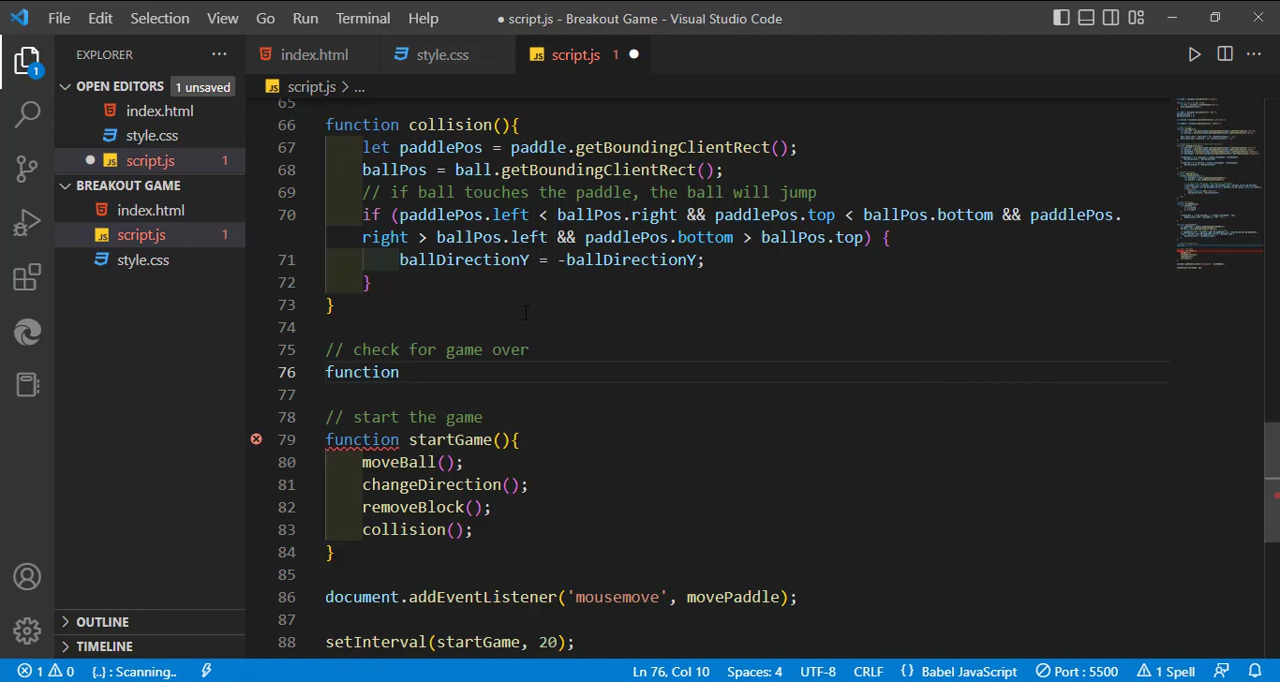 File Edit Selection View Go Run Terminal Help ● script.js - Breakout Game - Visual Studio Code
EXPLORER ... index.html style.css JS script.js 1 ●
OPEN EDITORS 1 unsaved
index.html
style.css
● JS script.js 1
BREAKOUT GAME
index.html
JS script.js 1
style.css
OUTLINE
TIMELINE
1
JS script.js > ...
65
66 function collision(){
67 let paddlePos = paddle.getBoundingClientRect();
68 ballPos = ball.getBoundingClientRect();
69 // if ball touches the paddle, the ball will jump
70 if (paddlePos.left < ballPos.right && paddlePos.top < ballPos.bottom && paddlePos.
right > ballPos.left && paddlePos.bottom > ballPos.top) {
71 ballDirectionY = -ballDirectionY;
72 }
73 }
74
75 // check for game over
76 function
77
78 // start the game
79 function startGame(){
80 moveBall();
81 changeDirection();
82 removeBlock();
83 collision();
84 }
85
86 document.addEventListener('mousemove', movePaddle);
87
88 setInterval(startGame, 20);
1 0 {..} : Scanning.. Ln 76, Col 10 Spaces: 4 UTF-8 CRLF {} Babel JavaScript Port : 5500 1 Spell